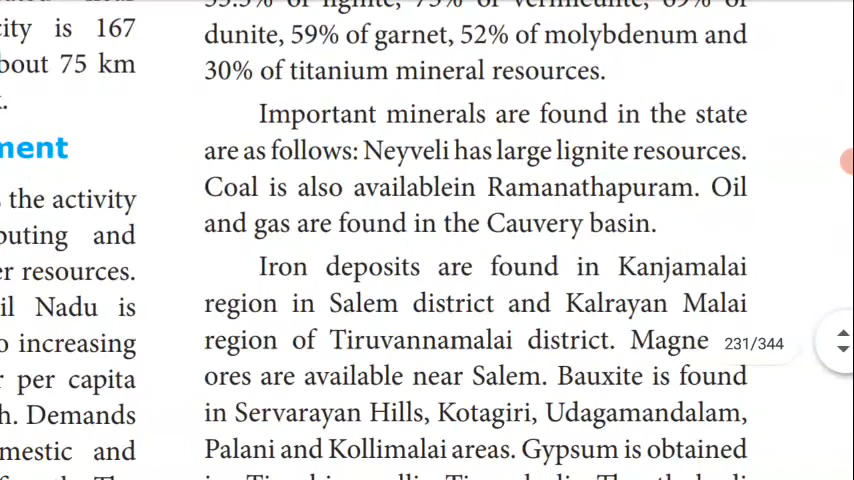 city is 167
about 75 km
ment
the activity
and
resources.
Nadu is
increasing
per capita
Demands
and
dunite, 59% of garnet, 52% of molybdenum and
30% of titanium mineral resources.
Important minerals are found in the state
are as follows: Neyveli has large lignite resources.
Coal is also availablein Ramanathapuram. Oil
and gas are found in the Cauvery basin.
Iron deposits are found in Kanjamalai
region in Salem district and Kalrayan Malai
region of Tiruvannamalai district. Magne
ores are available near Salem. Bauxite is found
in Servarayan Hills, Kotagiri, Udagamandalam,
Palani and Kollimalai areas. Gypsum is obtained
231/344